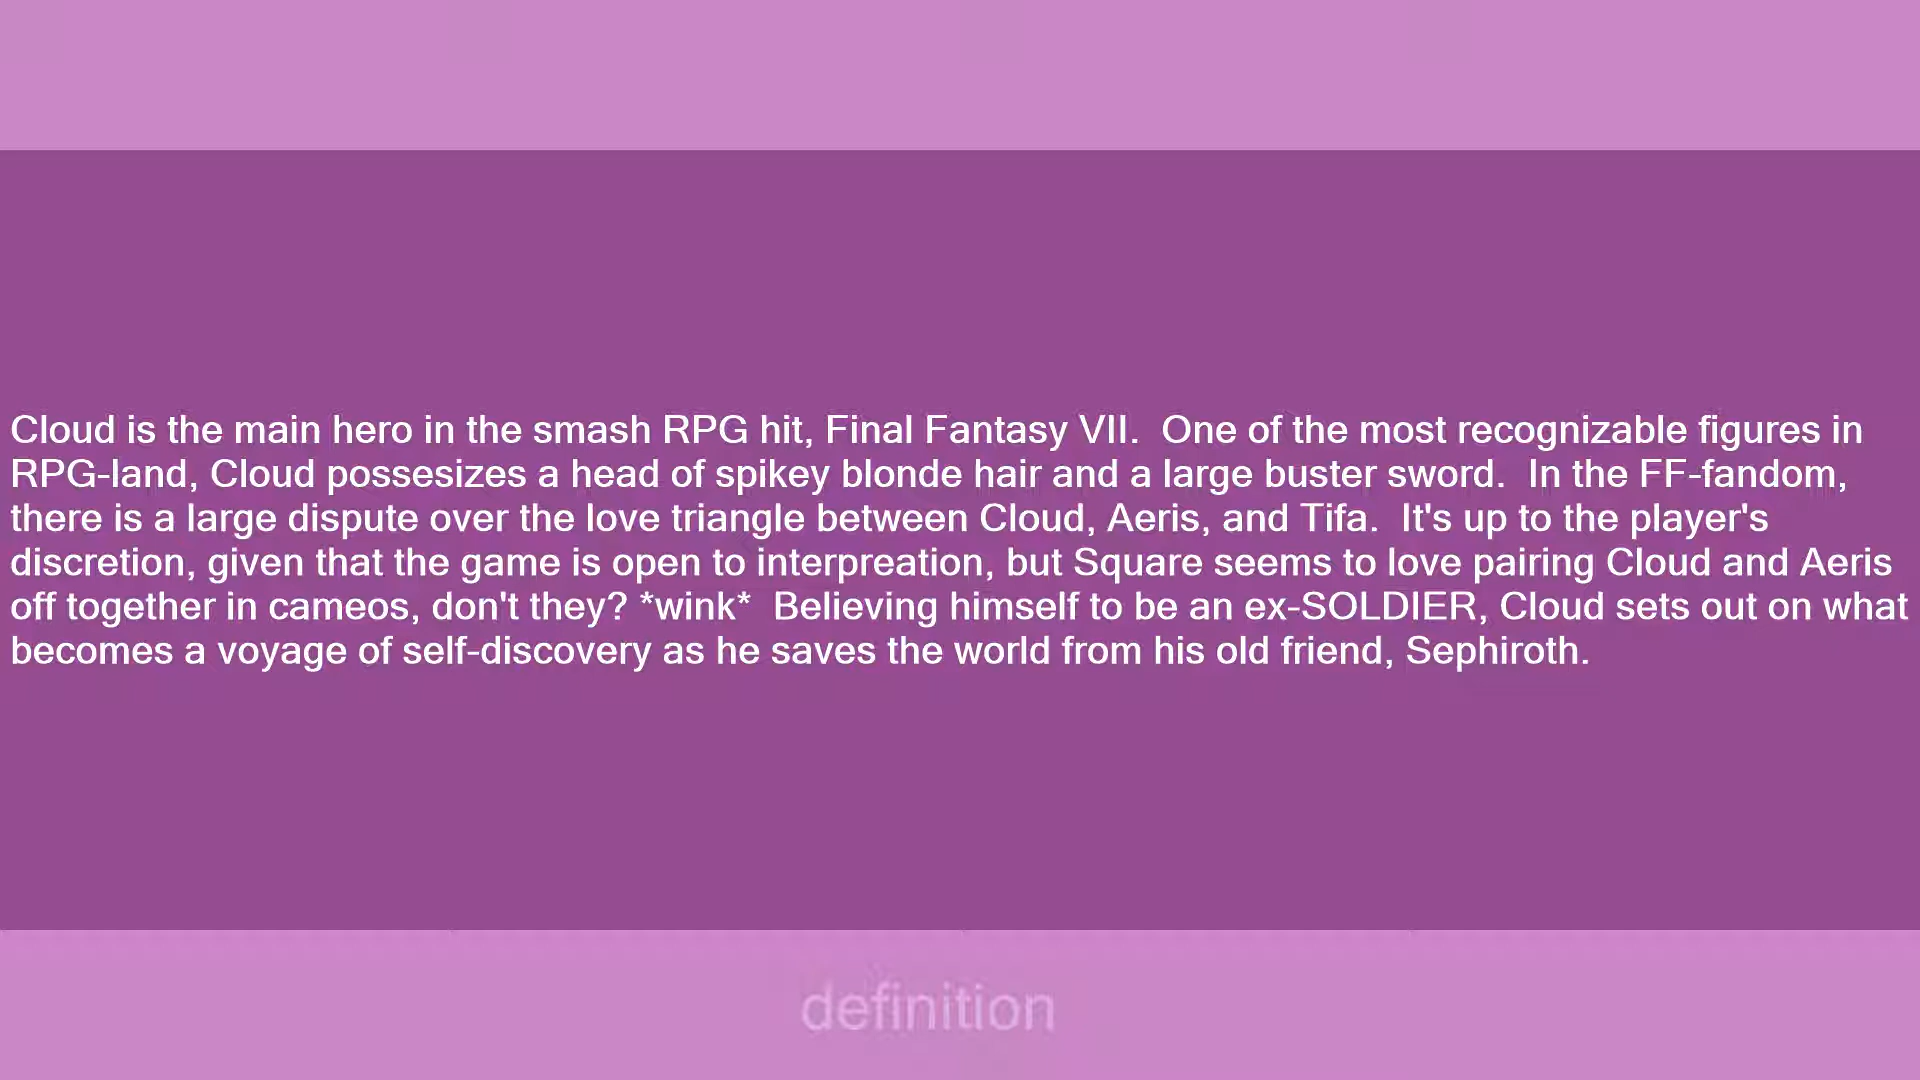 Cloud is the main hero in the smash RPG hit, Final Fantasy VII.  One of the most recognizable figures in
RPG-land, Cloud possesizes a head of spikey blonde hair and a large buster sword.  In the FF-fandom,
there is a large dispute over the love triangle between Cloud, Aeris, and Tifa.  It's up to the player's
discretion, given that the game is open to interpreation, but Square seems to love pairing Cloud and Aeris
off together in cameos, don't they? *wink*  Believing himself to be an ex-SOLDIER, Cloud sets out on what
becomes a voyage of self-discovery as he saves the world from his old friend, Sephiroth.
definition